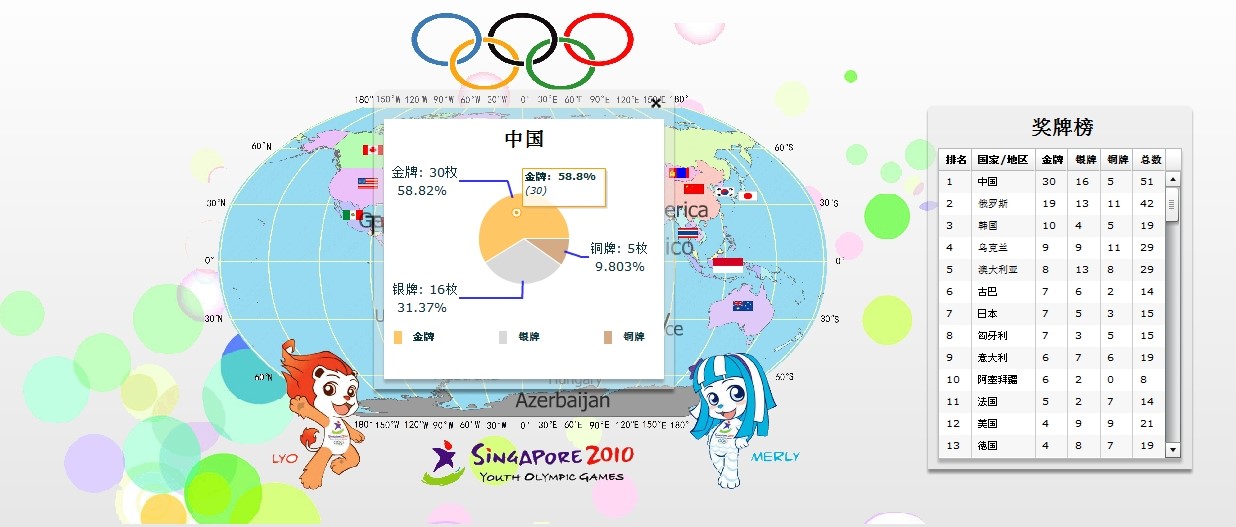 180° 150°W 120°W 90°W 60°W 30°W 0° 30°E 60°E 90°E 120°E 150°E 180°
×
中国
金牌: 30枚
58.82%
金牌: 58.8%
(30)
铜牌: 5枚
9.803%
银牌: 16枚
31.37%
金牌 银牌 铜牌
60°N 60°S
30°N 30°S
0° 0°
30°N 30°S
60°N 60°S
erica
ico
ce
Hungary
Azerbaijan
180° 150°W 120°W 90°W 60°W 30°W 0° 30°E 60°E 90°E 120°E 150°E 180°
LYO
SINGAPORE 2010
YOUTH OLYMPIC GAMES
MERLY
奖牌榜
排名 国家/地区 金牌 银牌 铜牌 总数
1 中国 30 16 5 51
2 俄罗斯 19 13 11 42
3 韩国 10 4 5 19
4 乌克兰 9 9 11 29
5 澳大利亚 8 13 8 29
6 古巴 7 6 2 14
7 日本 7 5 3 15
8 匈牙利 7 3 5 15
9 意大利 6 7 6 19
10 阿塞拜疆 6 2 0 8
11 法国 5 2 7 14
12 美国 4 9 9 21
13 德国 4 8 7 19